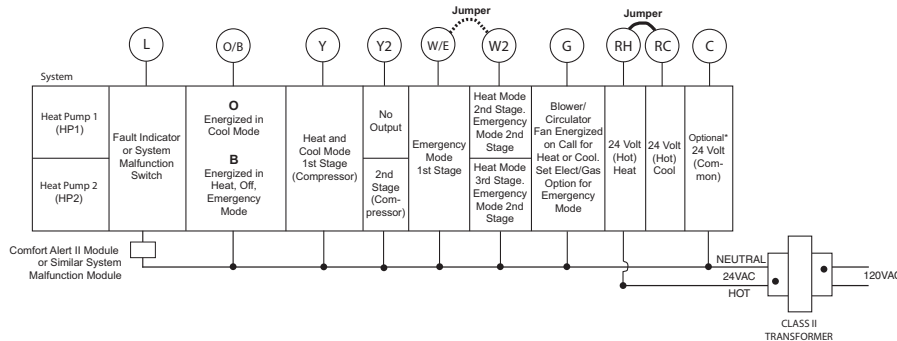 Jumper
Jumper
L
O/B
Y
Y2
W/E
W2
G
RH
RC
C
System
Heat Pump 1
(HP1)
Heat Pump 2
(HP2)
Fault Indicator
or System
Malfunction
Switch
O
Energized in
Cool Mode
B
Energized in
Heat, Off,
Emergency
Mode
Heat and
Cool Mode
1st Stage
(Compressor)
No
Output
2nd
Stage
(Com-
pressor)
Emergency
Mode
1st Stage
Heat Mode
2nd Stage.
Emergency
Mode 2nd
Stage
Heat Mode
3rd Stage.
Emergency
Mode 2nd
Stage
Blower/
Circulator
Fan Energized
on Call for
Heat or Cool.
Set Elect/Gas
Option for
Emergency
Mode
24 Volt
(Hot)
Heat
24 Volt
(Hot)
Cool
Optional*
24 Volt
(Com-
mon)
Comfort Alert II Module
or Similar System
Malfunction Module
NEUTRAL
24VAC
HOT
120VAC
CLASS II
TRANSFORMER